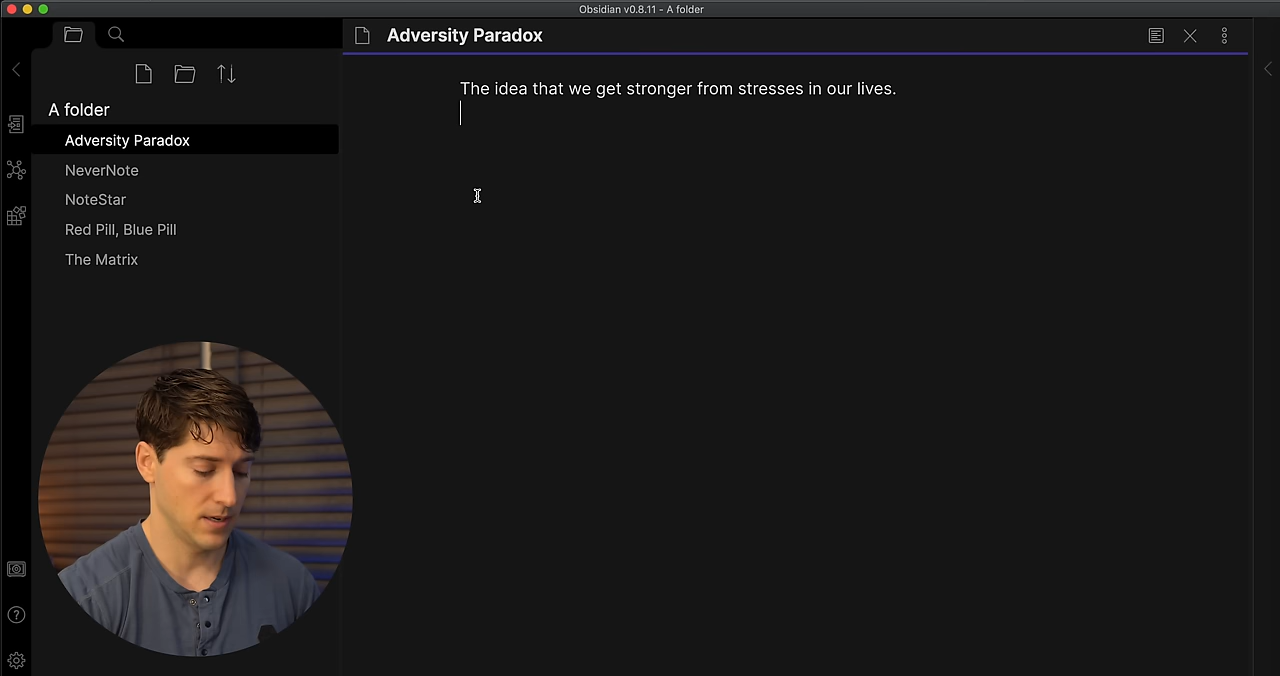 Obsidian v0.8.11 - A folder
Adversity Paradox
A folder
Adversity Paradox
NeverNote
NoteStar
Red Pill, Blue Pill
The Matrix
The idea that we get stronger from stresses in our lives.